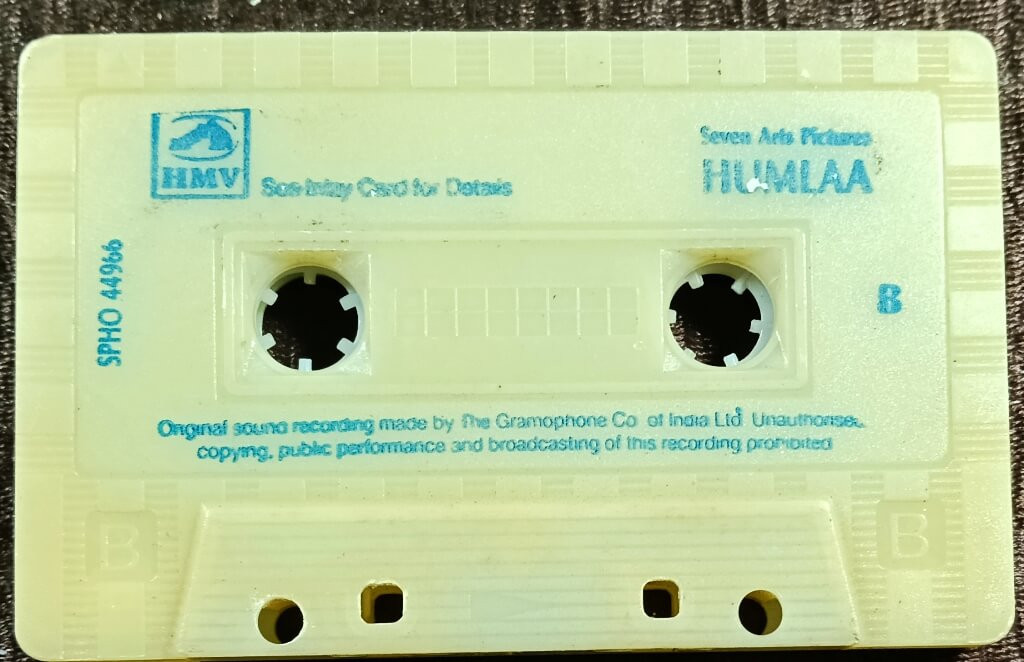 HMV
See Inlay Card for Details
Seven Arts Pictures
HUMLAA
SPHO 44966
B
Original sound recording made by The Gramophone Co of India Ltd Unauthorised
copying, public performance and broadcasting of this recording prohibited
B
B